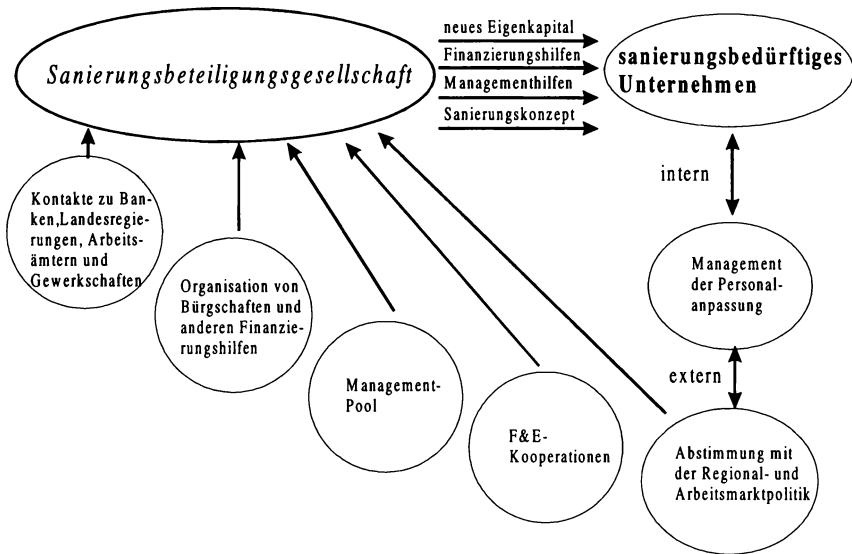 neues Eigenkapital
Finanzierungshilfen
Managementhilfen
Sanierungskonzept
Sanierungsbeteiligungsgesellschaft
sanierungsbedürftiges
Unternehmen
intern
Kontakte zu Ban-
ken,Landesregie-
rungen, Arbeits-
ämtern und
Gewerkschaften
Organisation von
Bürgschaften und
anderen Finanzie-
rungshilfen
Management-
Pool
F&E-
Kooperationen
Management
der Personal-
anpassung
extern
Abstimmung mit
der Regional- und
Arbeitsmarktpolitik